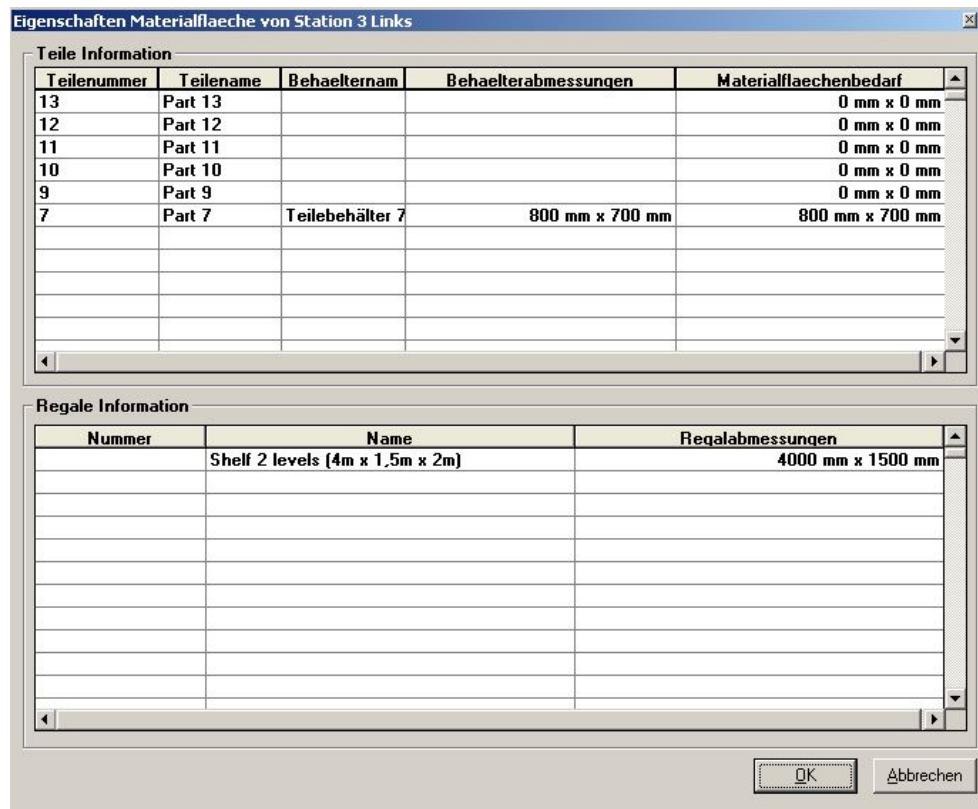 Eigenschaften Materialflaeche von Station 3 Links
Teile Information
Teilenummer Teilename Behaelternam Behaelterabmessungen Materialflaechenbedarf
13 Part 13 0 mm x 0 mm
12 Part 12 0 mm x 0 mm
11 Part 11 0 mm x 0 mm
10 Part 10 0 mm x 0 mm
9 Part 9 0 mm x 0 mm
7 Part 7 Teilebehälter 7 800 mm x 700 mm 800 mm x 700 mm
Regale Information
Nummer Name Regalabmessungen
Shelf 2 levels (4m x 1,5m x 2m) 4000 mm x 1500 mm
OK Abbrechen